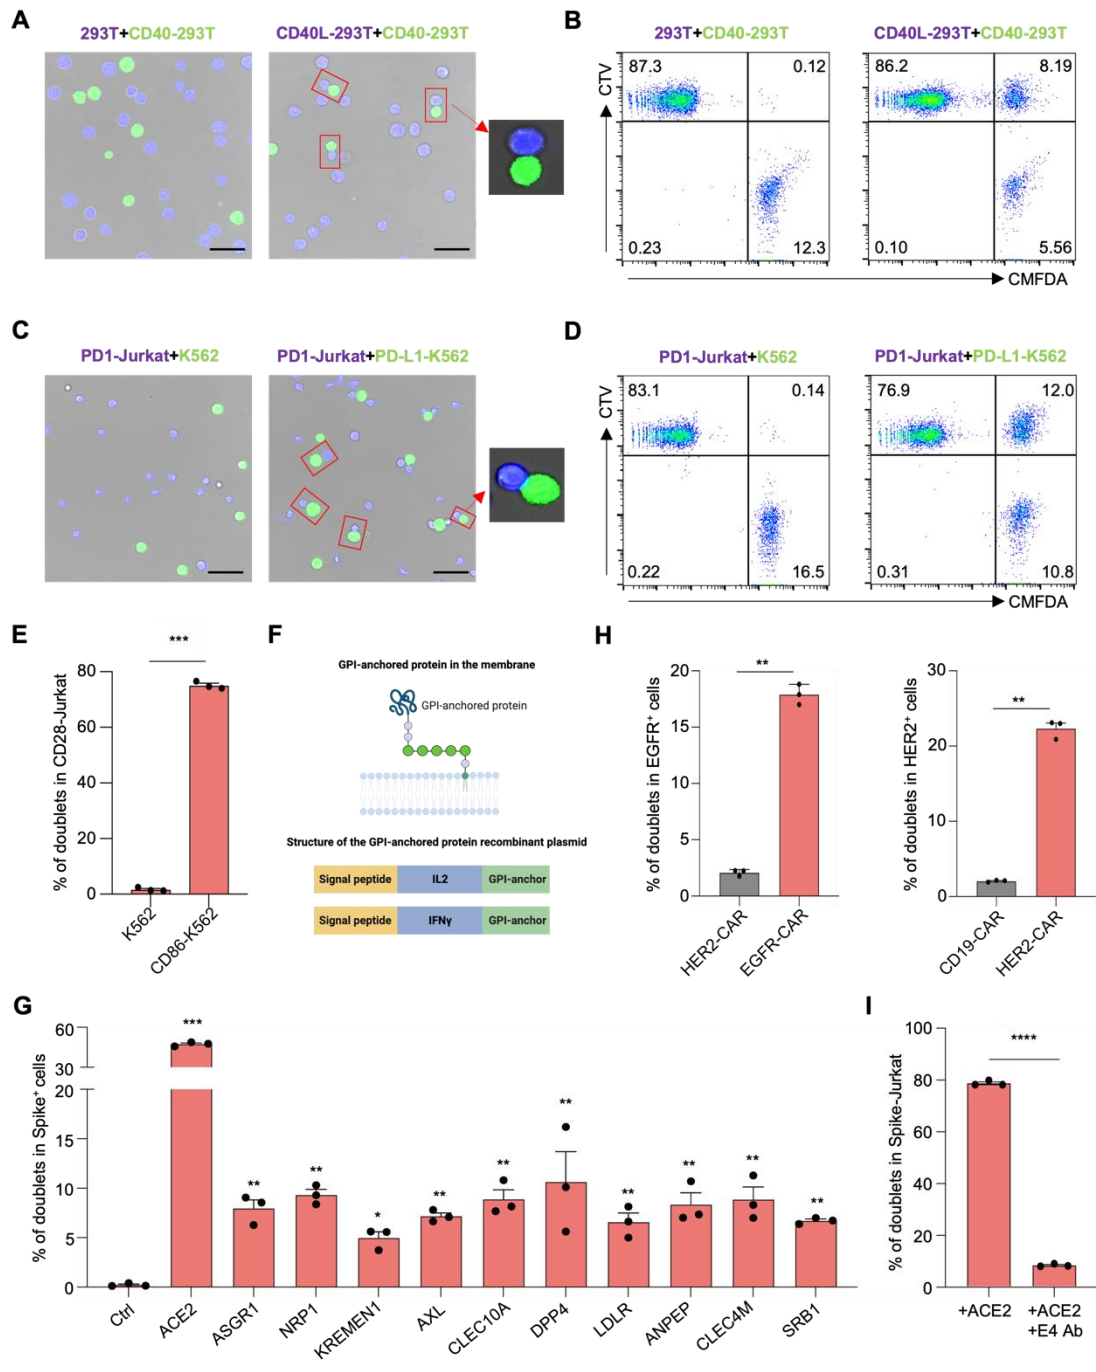 A
293T+CD40-293T
CD40L-293T+CD40-293T
B
293T+CD40-293T
CD40L-293T+CD40-293T
CTV
87.3
0.12
0.23
12.3
86.2
8.19
0.10
5.56
CMFDA
C
PD1-Jurkat+K562
PD1-Jurkat+PD-L1-K562
D
PD1-Jurkat+K562
PD1-Jurkat+PD-L1-K562
CTV
83.1
0.14
0.22
16.5
76.9
12.0
0.31
10.8
CMFDA
E
% of doublets in CD28-Jurkat
80
60
40
20
0
***
K562
CD86-K562
F
GPI-anchored protein in the membrane
GPI-anchored protein
Structure of the GPI-anchored protein recombinant plasmid
Signal peptide IL2 GPI-anchor
Signal peptide IFNγ GPI-anchor
H
% of doublets in EGFR+ cells
20
15
10
5
0
**
HER2-CAR
EGFR-CAR
% of doublets in HER2+ cells
30
20
10
0
**
CD19-CAR
HER2-CAR
G
% of doublets in Spike+ cells
60
30
20
15
10
5
0
***
**
**
*
**
**
**
**
**
**
**
Ctrl
ACE2
ASGR1
NRP1
KREMEN1
AXL
CLEC10A
DPP4
LDLR
ANPEP
CLEC4M
SRB1
I
% of doublets in Spike-Jurkat
100
80
60
40
20
0
****
+ACE2
+ACE2
+E4 Ab